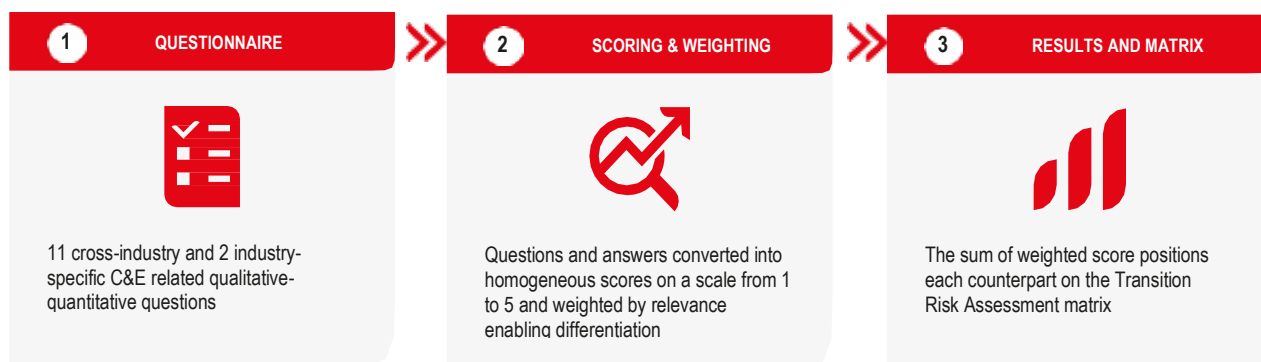 1 QUESTIONNAIRE
11 cross-industry and 2 industry-
specific C&E related qualitative-
quantitative questions
2 SCORING & WEIGHTING
Questions and answers converted into
homogeneous scores on a scale from 1
to 5 and weighted by relevance
enabling differentiation
3 RESULTS AND MATRIX
The sum of weighted score positions
each counterpart on the Transition
Risk Assessment matrix